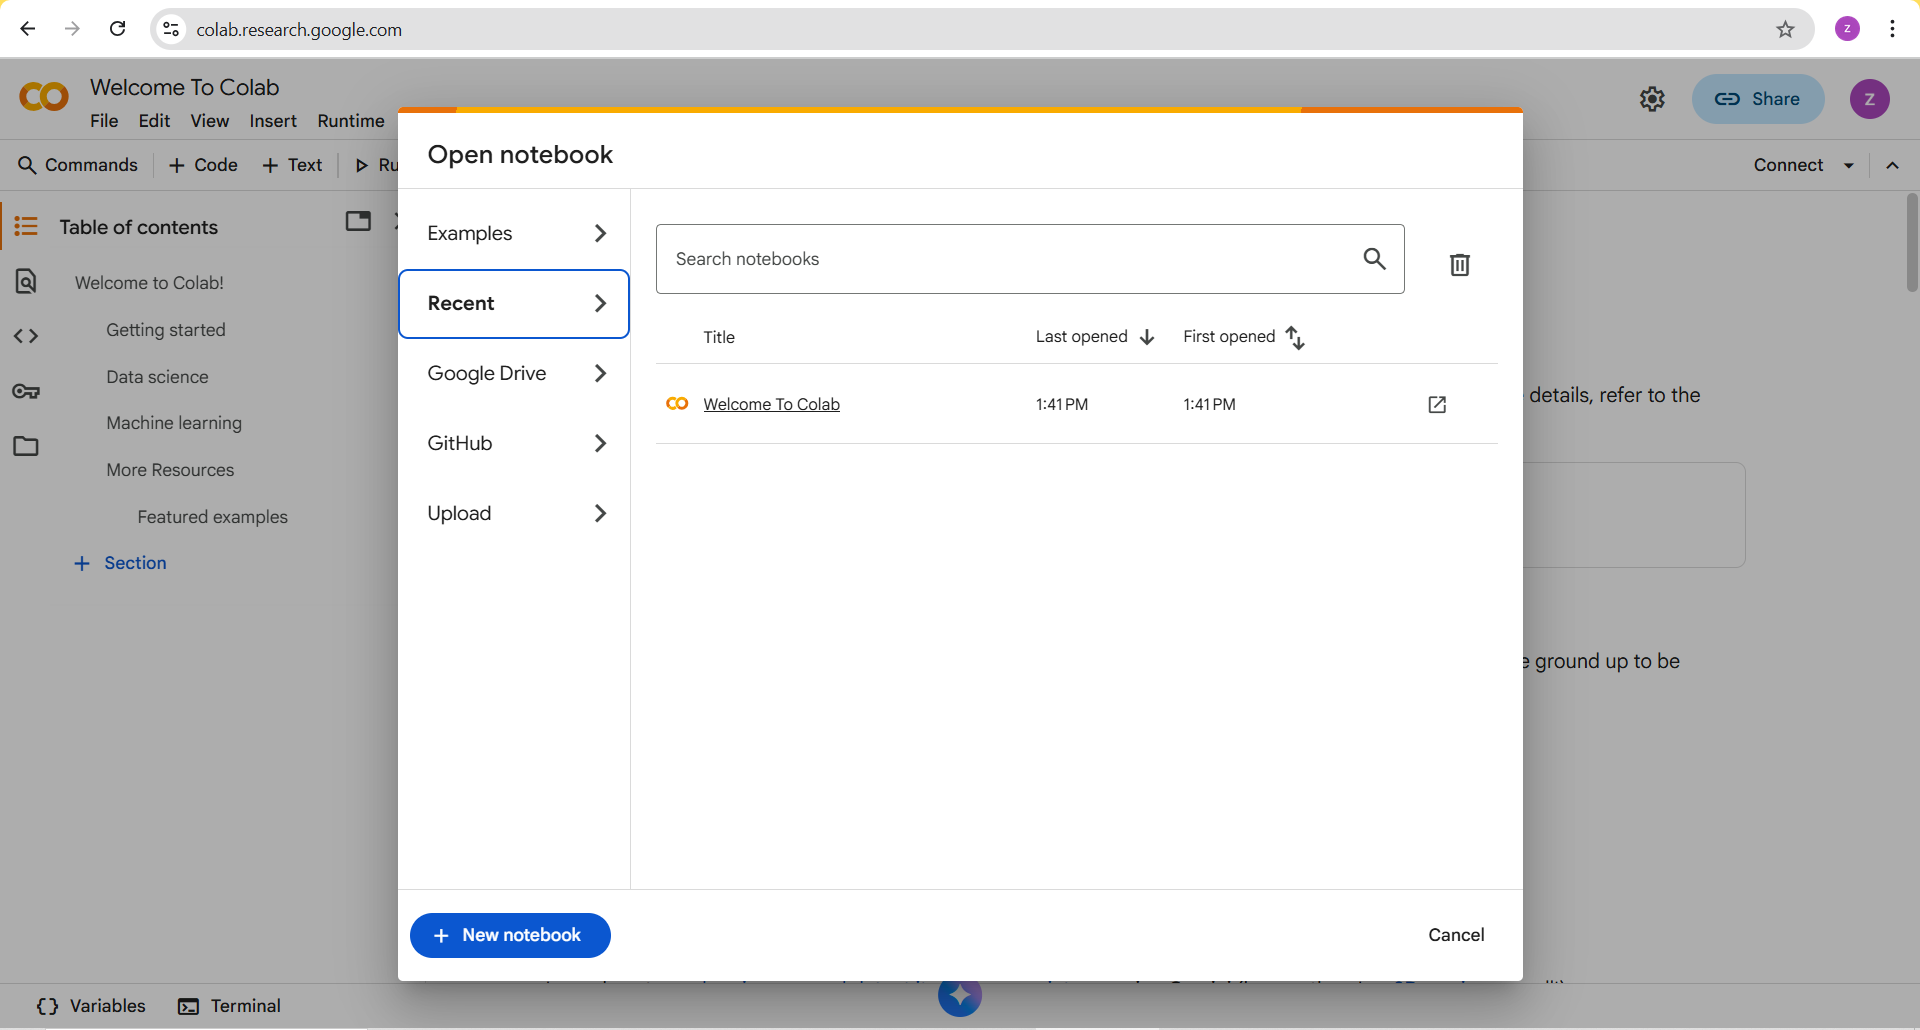 colab.research.google.com
Z
Welcome To Colab
File Edit View Insert Runtime
Share
Z
Commands
Code
Text
Ru
Connect
Table of contents
Welcome to Colab!
Getting started
Data science
Machine learning
More Resources
Featured examples
Section
Open notebook
Examples
Recent
Google Drive
GitHub
Upload
Search notebooks
Title Last opened First opened
Welcome To Colab 1:41 PM 1:41 PM
New notebook
Cancel
details, refer to the
e ground up to be
Variables
Terminal